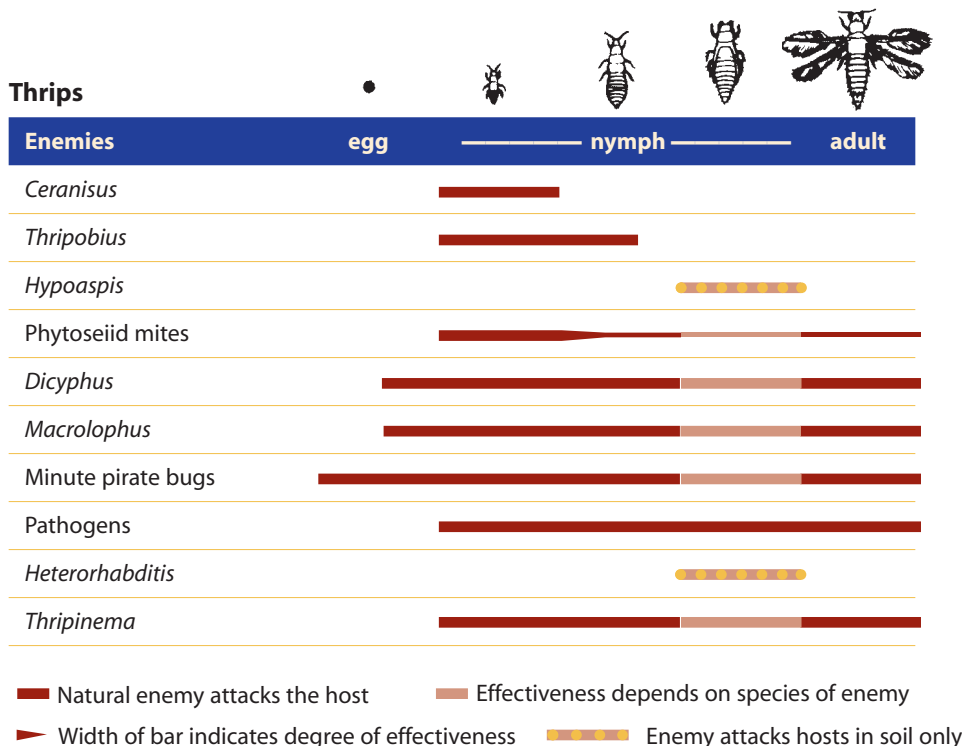 Thrips
Enemies egg nymph adult
Ceranisus
Thripobius
Hypoaspis
Phytoseiid mites
Dicyphus
Macrolophus
Minute pirate bugs
Pathogens
Heterorhabditis
Thripinema
Natural enemy attacks the host Effectiveness depends on species of enemy
Width of bar indicates degree of effectiveness Enemy attacks hosts in soil only